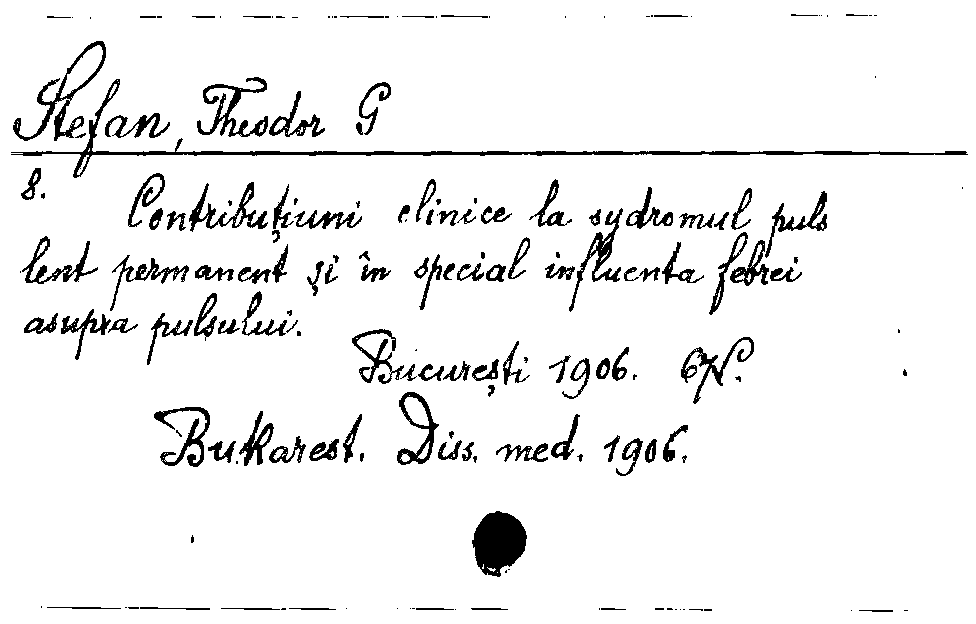 Stefan, Theodor G
8. Contribuțiuni clinice la sydromul puls
lent permanent și în special influenta febrei
asupra pulsului.
București 1906.
Bukarest. Diss. med. 1906.